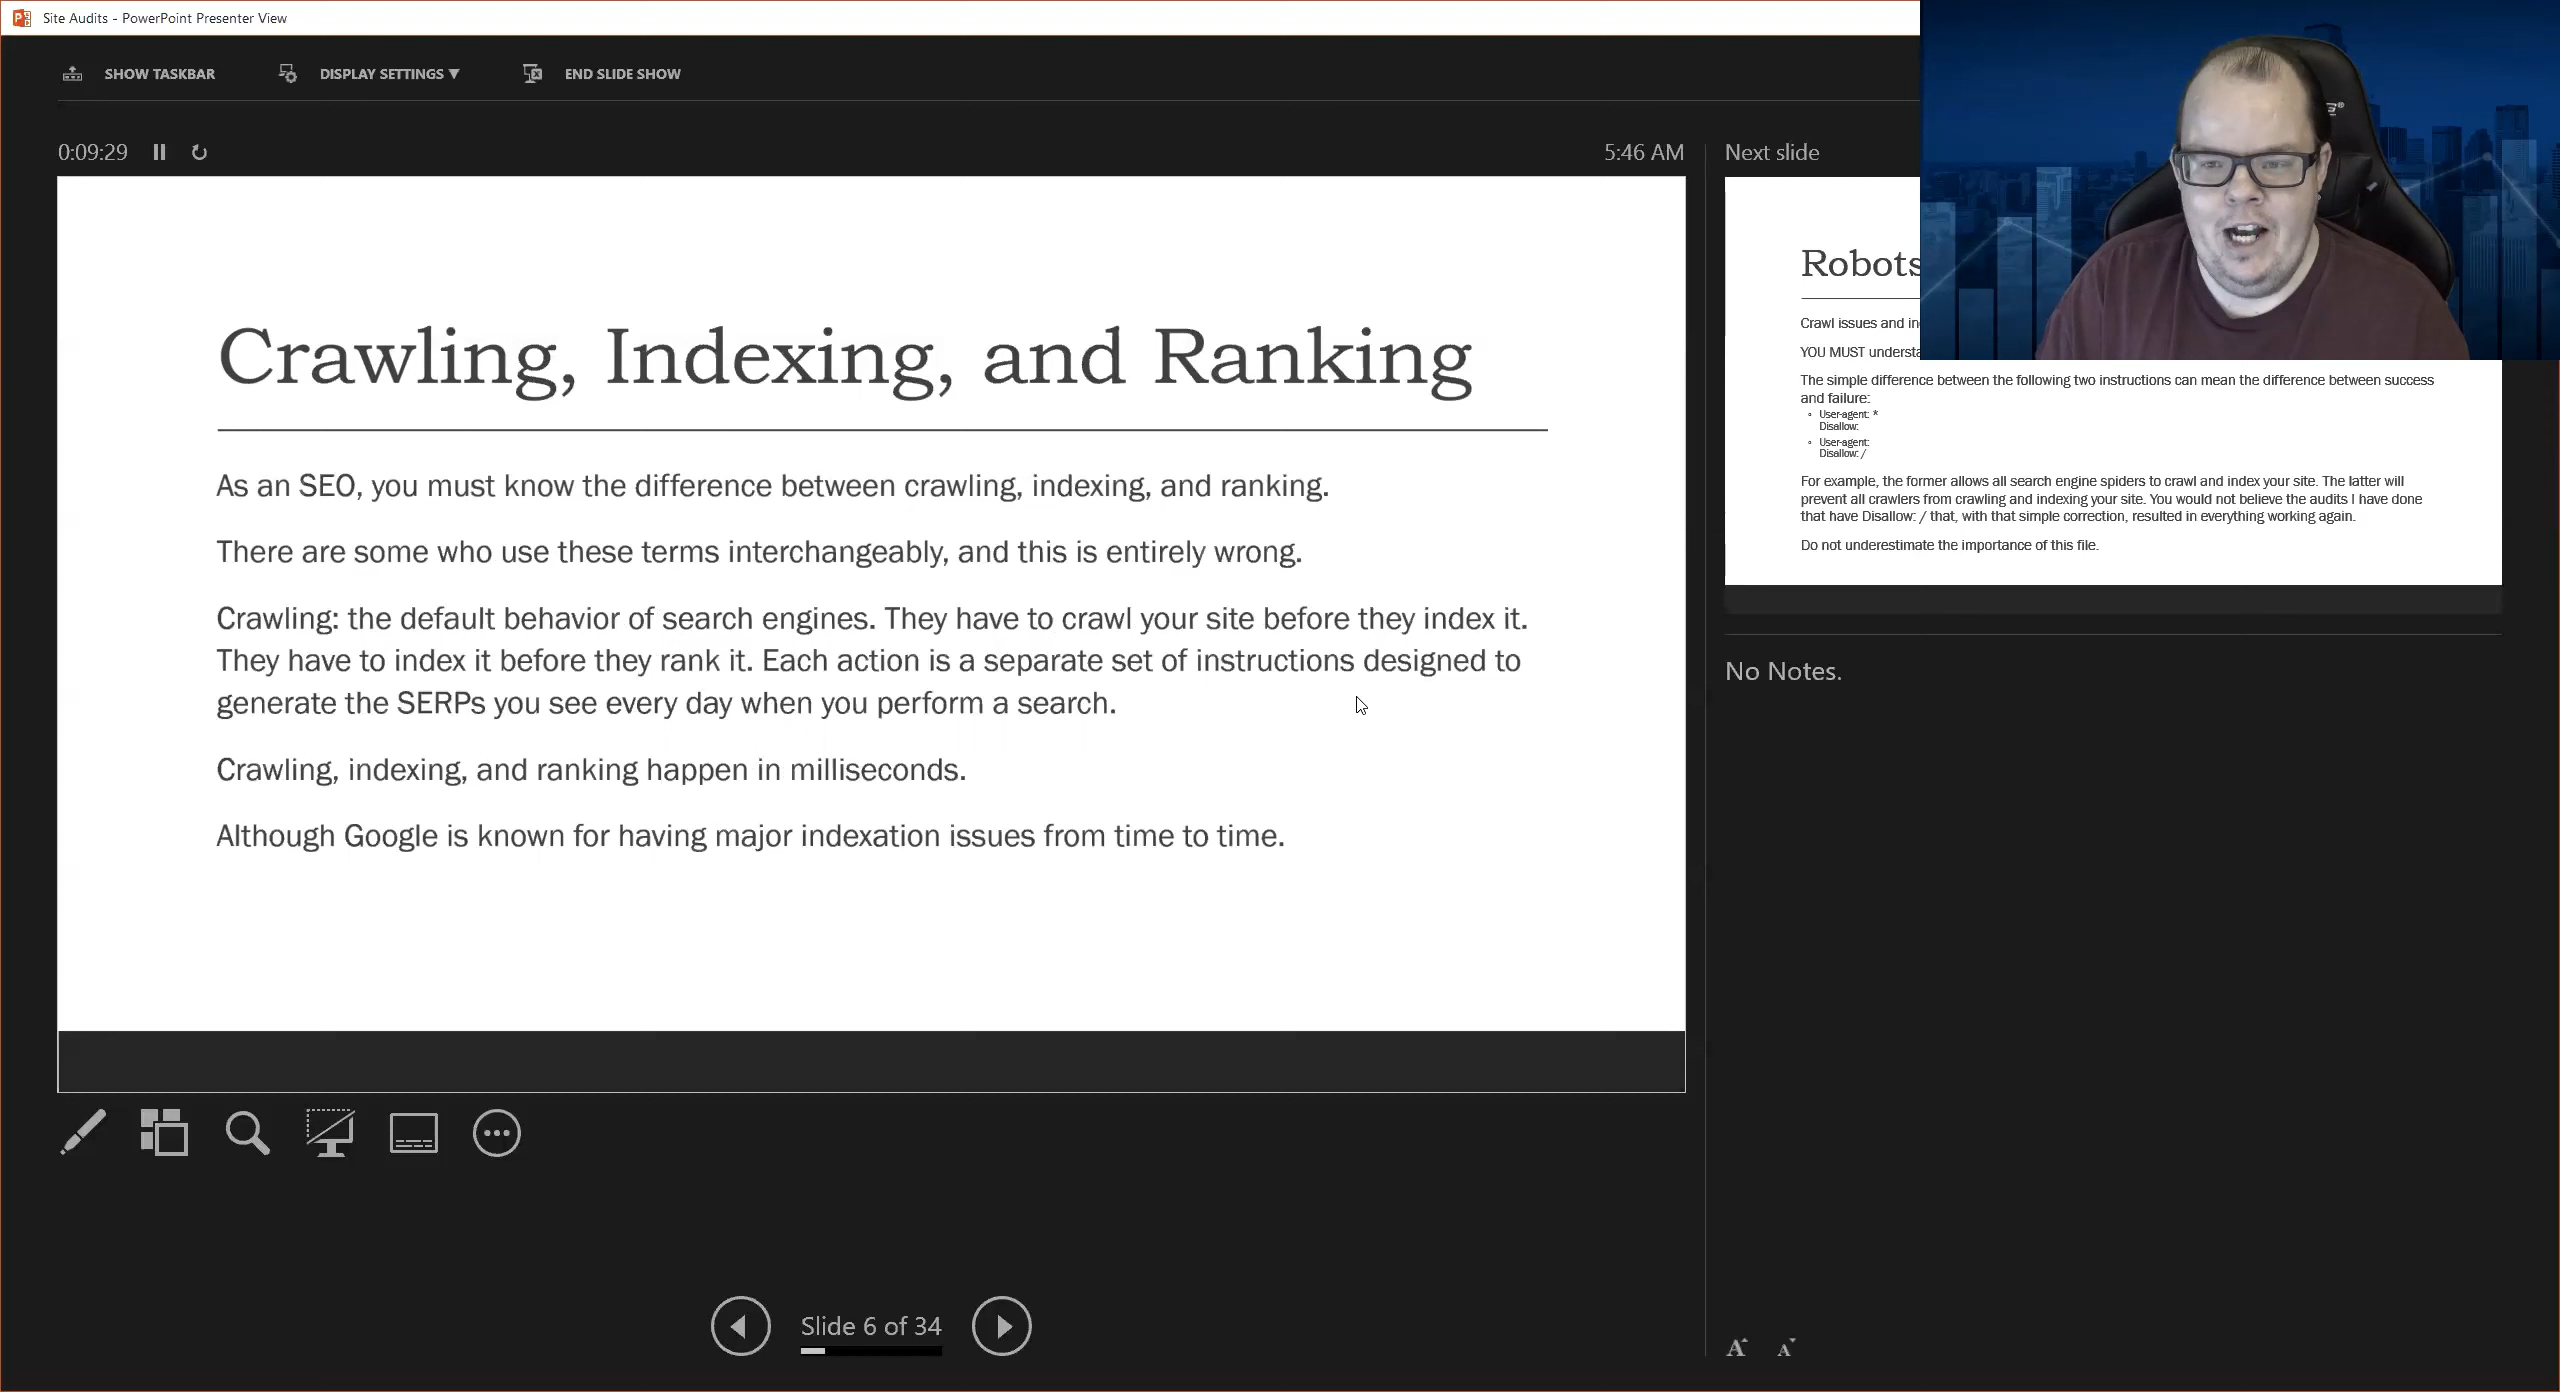 Site Audits - PowerPoint Presenter View
SHOW TASKBAR
DISPLAY SETTINGS ▼
END SLIDE SHOW
0:09:29
5:46 AM
Crawling, Indexing, and Ranking
As an SEO, you must know the difference between crawling, indexing, and ranking.
There are some who use these terms interchangeably, and this is entirely wrong.
Crawling: the default behavior of search engines. They have to crawl your site before they index it.
They have to index it before they rank it. Each action is a separate set of instructions designed to
generate the SERPs you see every day when you perform a search.
Crawling, indexing, and ranking happen in milliseconds.
Although Google is known for having major indexation issues from time to time.
Slide 6 of 34
Next slide
Robots
Crawl issues and
YOU MUST
The simple difference between the following two instructions can mean the difference between success
and failure:
User-agent: *
Disallow:
User-agent:
Disallow: /
For example, the former allows all search engine spiders to crawl and index your site. The latter will
prevent all crawlers from crawling and indexing your site. You would not believe the audits I have done
that have Disallow: / that, with that simple correction, resulted in everything working again.
Do not underestimate the importance of this file.
No Notes.
A A